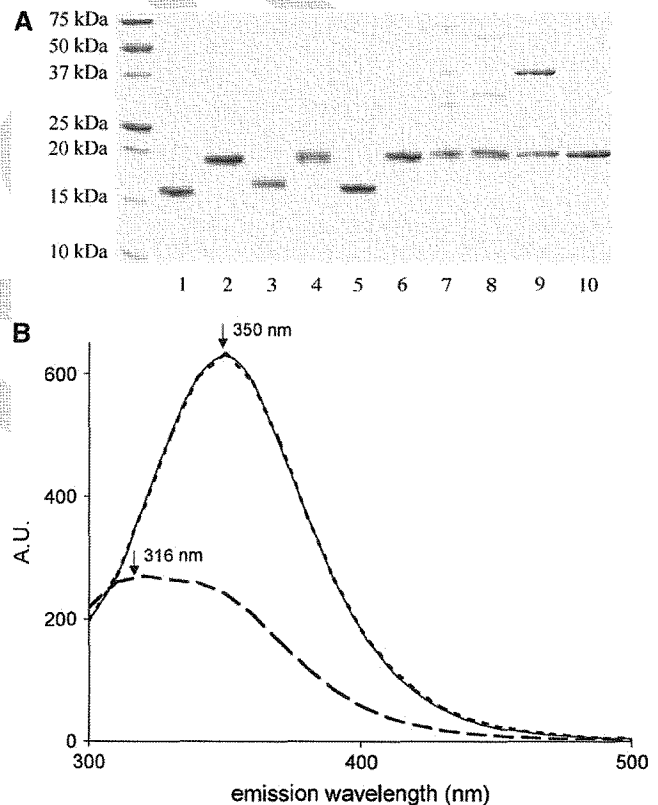 A
75 kDa
50 kDa
37 kDa
25 kDa
20 kDa
15 kDa
10 kDa
1 2 3 4 5 6 7 8 9 10
B
350 nm
600
400
200
0
A.U.
316 nm
300 400 500
emission wavelength (nm)